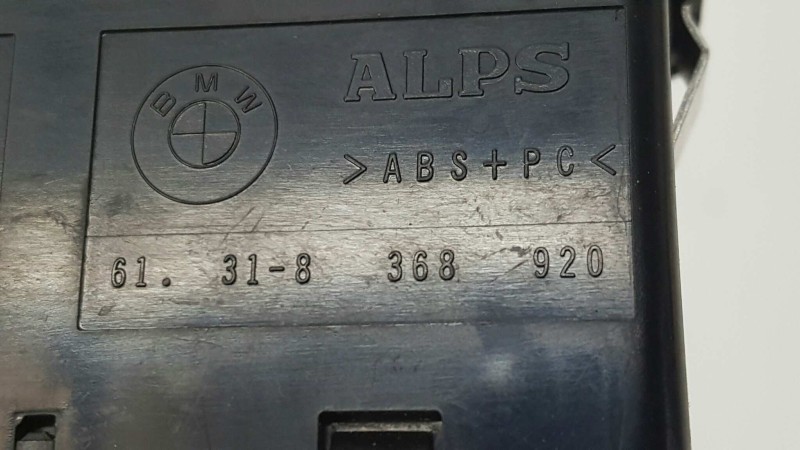 BMW
ALPS
>ABS+PC<
61. 31-8 368 920